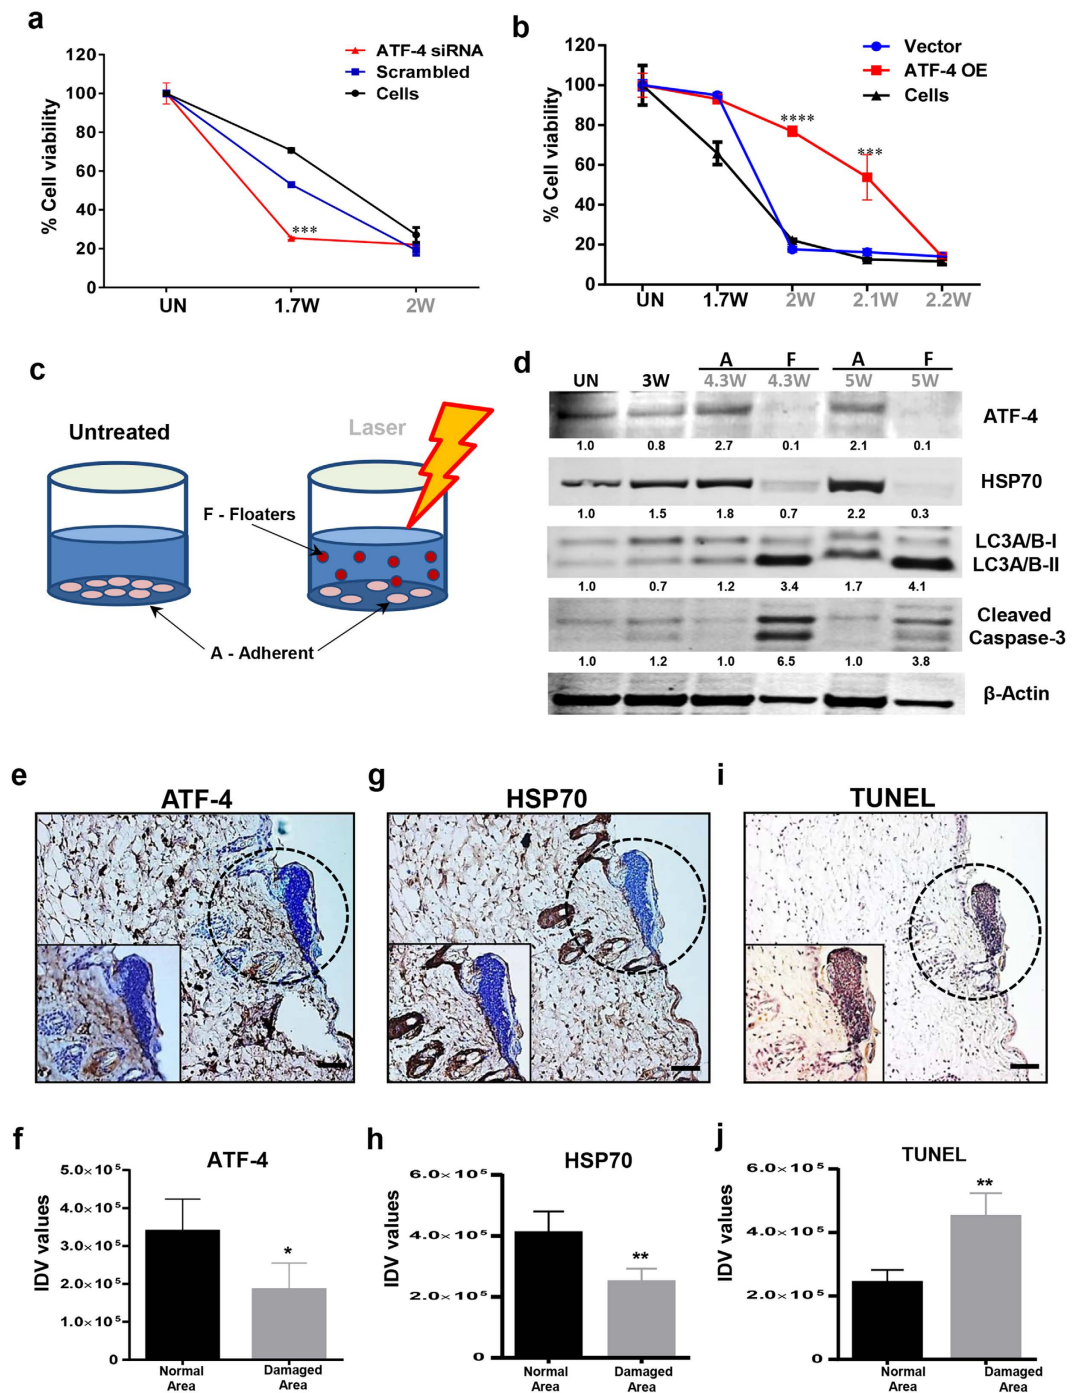 a
ATF-4 siRNA
Scrambled
Cells
% Cell viability
120
100
80
60
40
20
0
***
UN 1.7W 2W
b
Vector
ATF-4 OE
Cells
% Cell viability
120
100
80
60
40
20
0
****
***
UN 1.7W 2W 2.1W 2.2W
c
Untreated
Laser
F - Floaters
A - Adherent
d
A F A F
UN 3W 4.3W 4.3W 5W 5W
ATF-4
1.0 0.8 2.7 0.1 2.1 0.1
HSP70
1.0 1.5 1.8 0.7 2.2 0.3
LC3A/B-I
LC3A/B-II
1.0 0.7 1.2 3.4 1.7 4.1
Cleaved
Caspase-3
1.0 1.2 1.0 6.5 1.0 3.8
β-Actin
e
ATF-4
g
HSP70
i
TUNEL
f
ATF-4
IDV values
5.0×10⁵
4.0×10⁵
3.0×10⁵
2.0×10⁵
1.0×10⁵
0
*
Normal Damaged
Area Area
h
HSP70
IDV values
6.0×10⁵
4.0×10⁵
2.0×10⁵
0
**
Normal Damaged
Area Area
j
TUNEL
IDV values
6.0×10⁵
4.0×10⁵
2.0×10⁵
0
**
Normal Damaged
Area Area